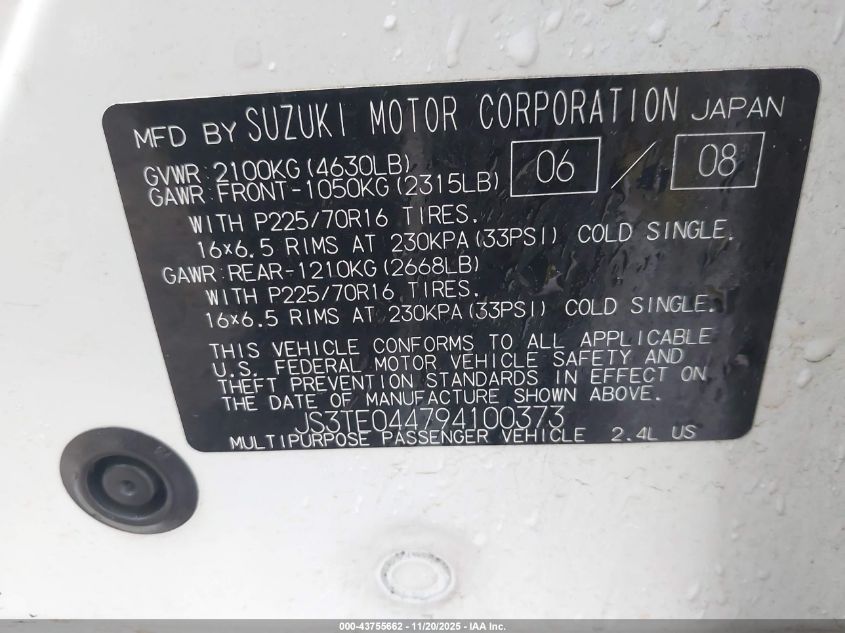 MFD BY SUZUKI MOTOR CORPORATION JAPAN
GVWR:2100KG(4630LB) 06 / 08
GAWR:FRONT-1050KG(2315LB)
WITH P225/70R16 TIRES.
16×6.5 RIMS AT 230KPA(33PSI) COLD SINGLE.
GAWR:REAR-1210KG(2668LB)
WITH P225/70R16 TIRES.
16×6.5 RIMS AT 230KPA(33PSI) COLD SINGLE.
THIS VEHICLE CONFORMS TO ALL APPLICABLE
U.S. FEDERAL MOTOR VEHICLE SAFETY AND
THEFT PREVENTION STANDARDS IN EFFECT ON
THE DATE OF MANUFACTURE SHOWN ABOVE.
JS3TE044794100373
MULTIPURPOSE PASSENGER VEHICLE 2.4L US
000-43755662 - 11/20/2025 - IAA Inc.